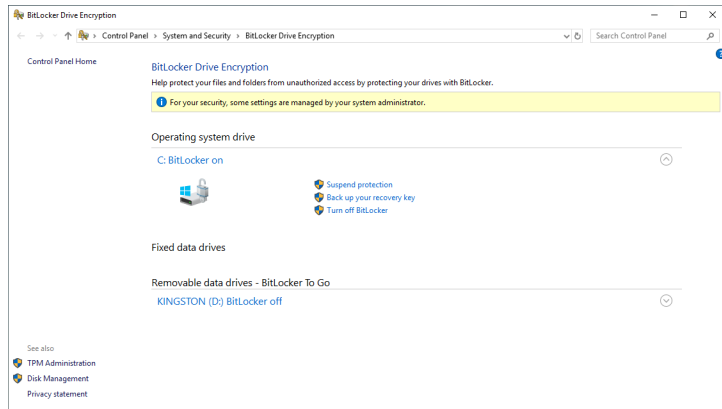 BitLocker Drive Encryption
Control Panel > System and Security > BitLocker Drive Encryption
Search Control Panel
Control Panel Home
BitLocker Drive Encryption
Help protect your files and folders from unauthorized access by protecting your drives with BitLocker.
For your security, some settings are managed by your system administrator.
Operating system drive
C: BitLocker on
Suspend protection
Back up your recovery key
Turn off BitLocker
Fixed data drives
Removable data drives - BitLocker To Go
KINGSTON (D:) BitLocker off
See also
TPM Administration
Disk Management
Privacy statement